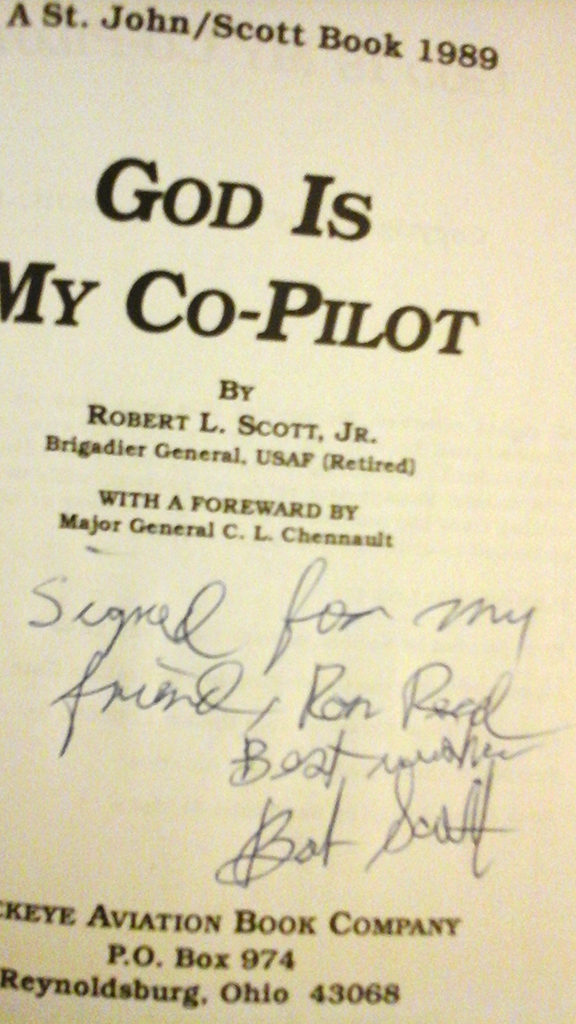 A St. John/Scott Book 1989
GOD IS
MY CO-PILOT
BY
ROBERT L. SCOTT, JR.
Brigadier General, USAF (Retired)
WITH A FOREWARD BY
Major General C. L. Chennault
Signed for my
friend, Ron Reed
Best wishes
Bob Scott
CKEYE AVIATION BOOK COMPANY
P.O. Box 974
Reynoldsburg, Ohio 43068